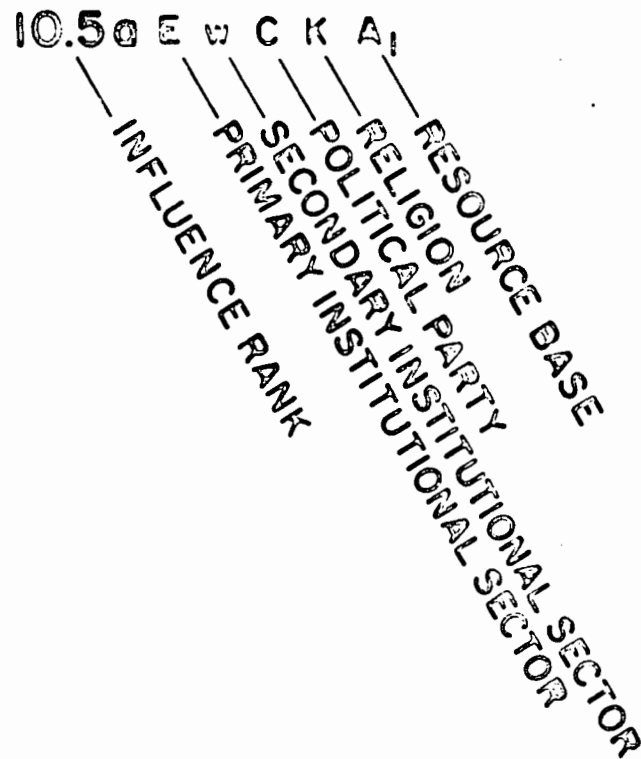 10.5a E w C K A₁
INFLUENCE RANK
PRIMARY INSTITUTIONAL SECTOR
SECONDARY INSTITUTIONAL SECTOR
POLITICAL PARTY
RELIGION
RESOURCE BASE